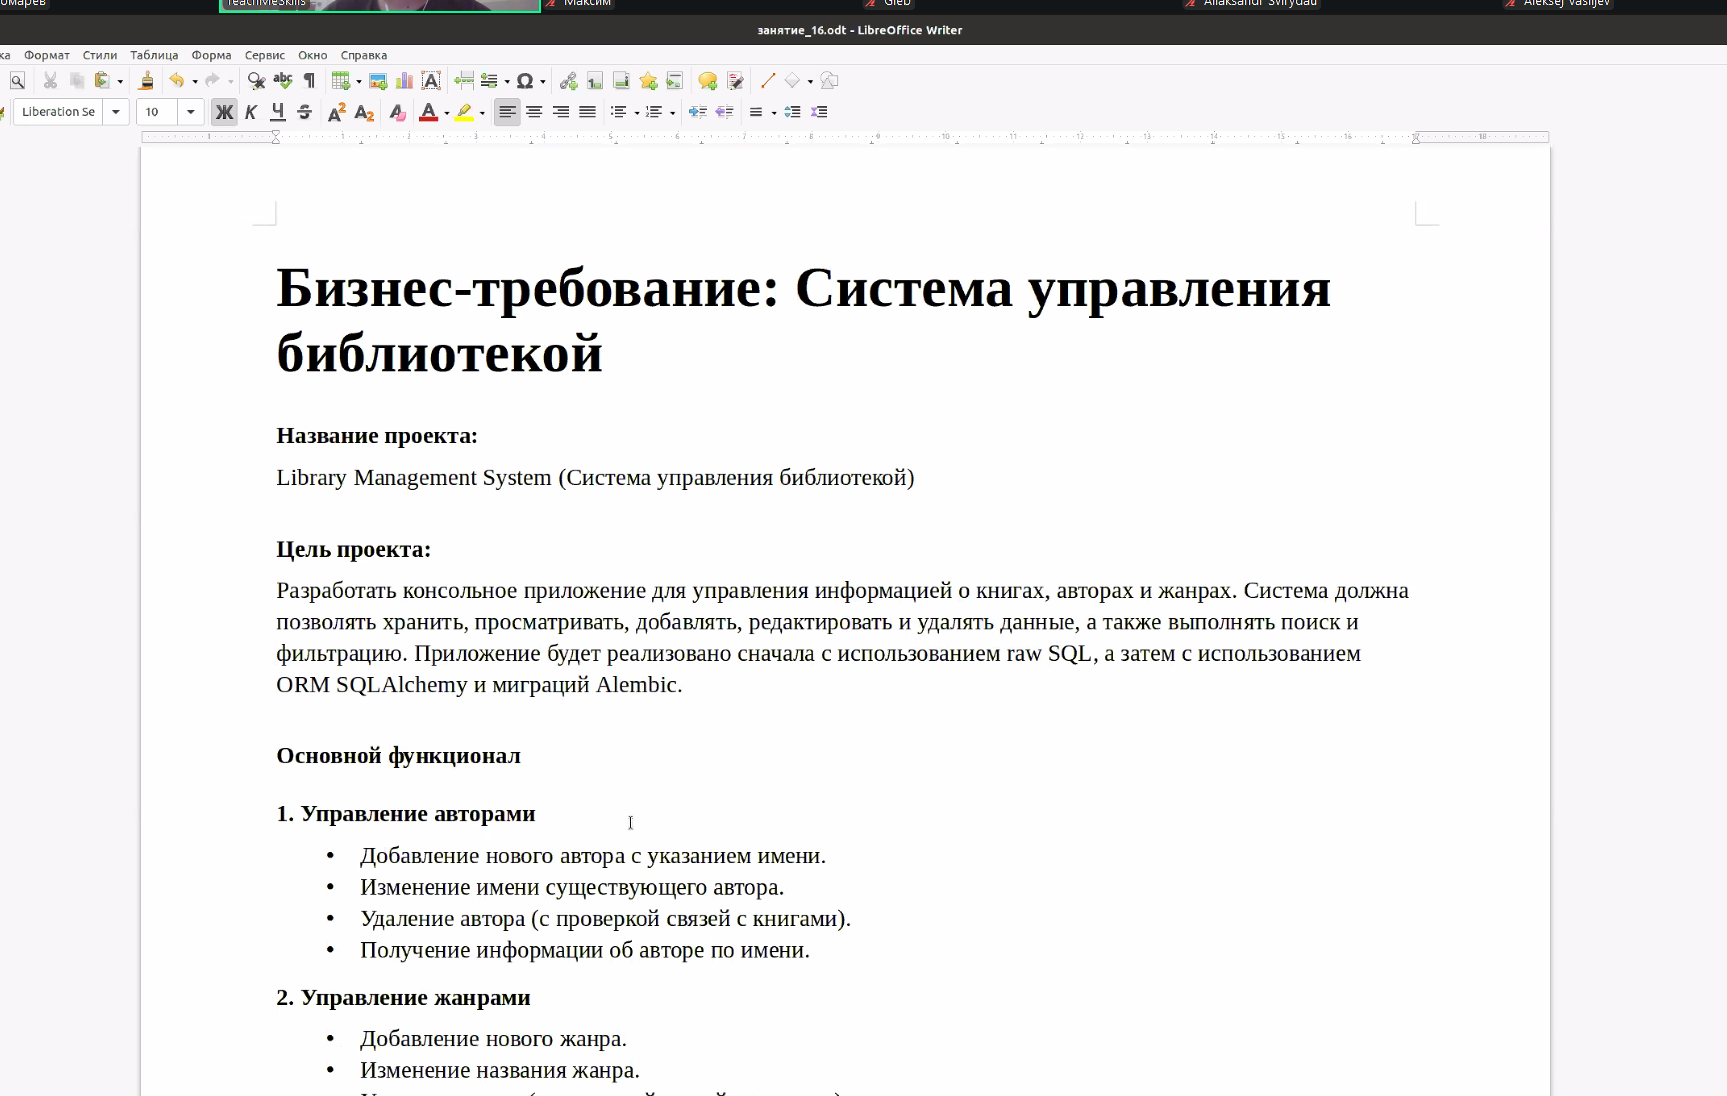 TeachMeSkills
Максим
Gleb
Aliaksandr Svirydau
Aleksej Vasiljev
занятие_16.odt - LibreOffice Writer
Формат Стили Таблица Форма Сервис Окно Справка
Liberation Se 10
Бизнес-требование: Система управления
библиотекой
Название проекта:
Library Management System (Система управления библиотекой)
Цель проекта:
Разработать консольное приложение для управления информацией о книгах, авторах и жанрах. Система должна
позволять хранить, просматривать, добавлять, редактировать и удалять данные, а также выполнять поиск и
фильтрацию. Приложение будет реализовано сначала с использованием raw SQL, а затем с использованием
ORM SQLAlchemy и миграций Alembic.
Основной функционал
1. Управление авторами
• Добавление нового автора с указанием имени.
• Изменение имени существующего автора.
• Удаление автора (с проверкой связей с книгами).
• Получение информации об авторе по имени.
2. Управление жанрами
• Добавление нового жанра.
• Изменение названия жанра.